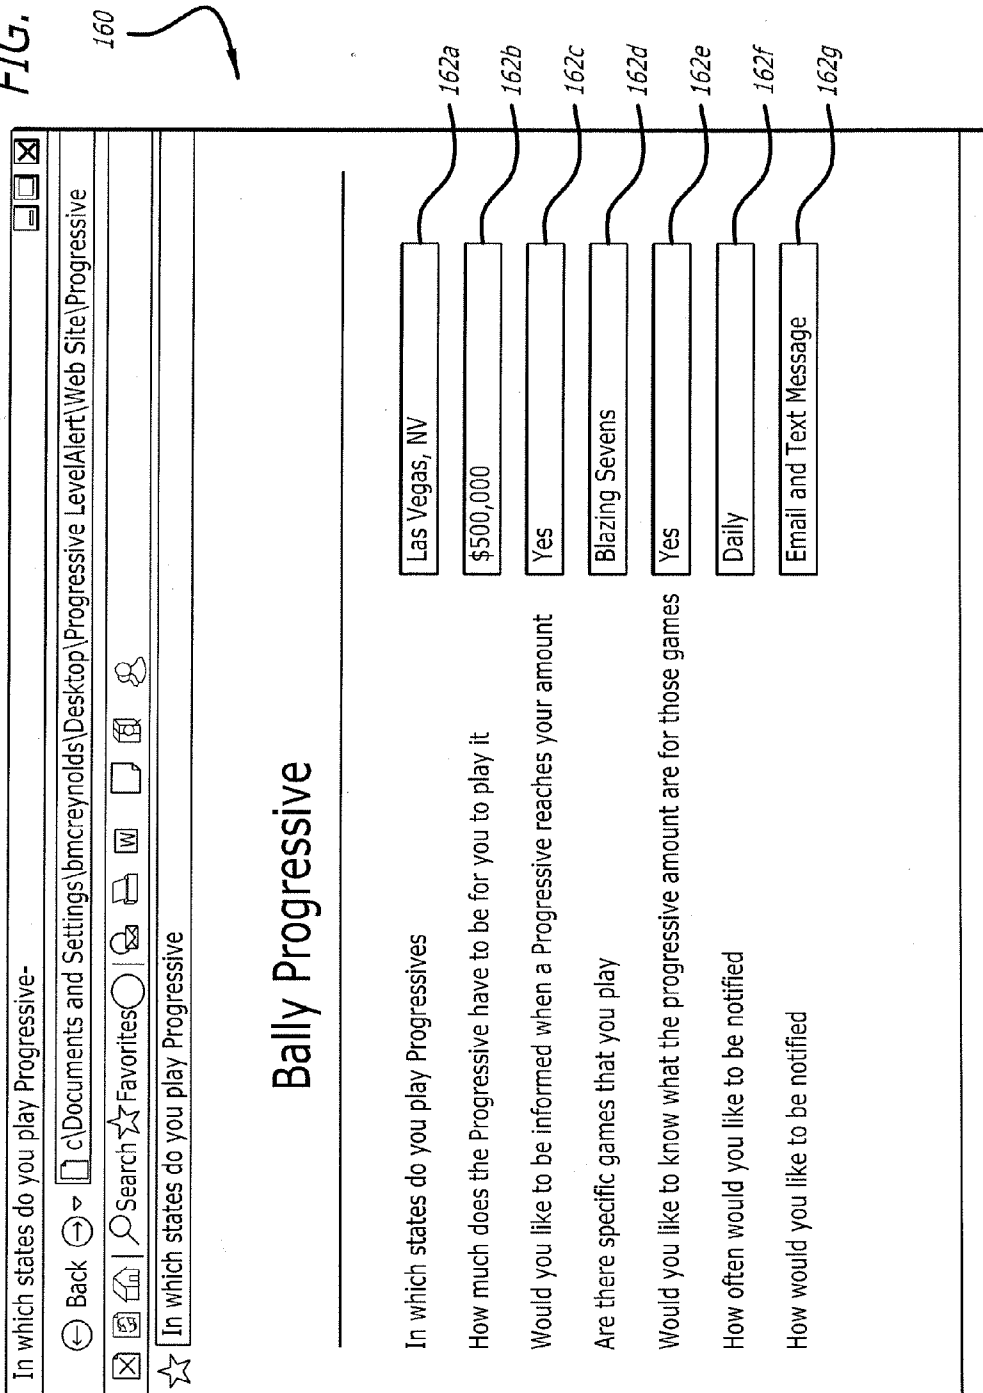 FIG.
160
In which states do you play Progressive-
Back c\Documents and Settings\bmcreynolds\Desktop\Progressive LevelAlert\Web Site\Progressive
Search Favorites W
In which states do you play Progressive
Bally Progressive
In which states do you play Progressives Las Vegas, NV 162a
How much does the Progressive have to be for you to play it $500,000 162b
Would you like to be informed when a Progressive reaches your amount Yes 162c
Are there specific games that you play Blazing Sevens 162d
Would you like to know what the progressive amount are for those games Yes 162e
How often would you like to be notified Daily 162f
How would you like to be notified Email and Text Message 162g